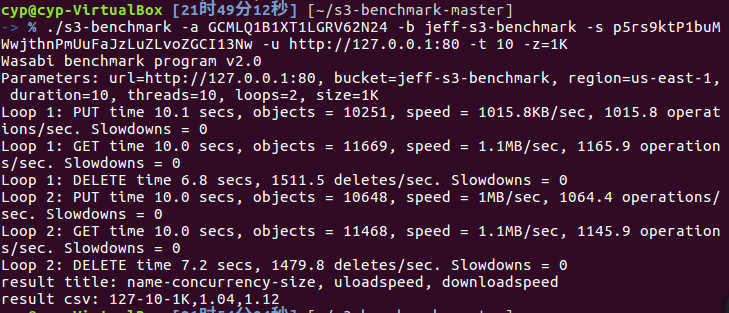 cyp@cyp-VirtualBox [21时49分12秒] [~/s3-benchmark-master]
-> % ./s3-benchmark -a GCMLQ1B1XT1LGRV62N24 -b jeff-s3-benchmark -s p5rs9ktP1buM
WwjthnPmUuFaJzLuZLvoZGCI13Nw -u http://127.0.0.1:80 -t 10 -z=1K
Wasabi benchmark program v2.0
Parameters: url=http://127.0.0.1:80, bucket=jeff-s3-benchmark, region=us-east-1,
duration=10, threads=10, loops=2, size=1K
Loop 1: PUT time 10.1 secs, objects = 10251, speed = 1015.8KB/sec, 1015.8 operat
ions/sec. Slowdowns = 0
Loop 1: GET time 10.0 secs, objects = 11669, speed = 1.1MB/sec, 1165.9 operation
s/sec. Slowdowns = 0
Loop 1: DELETE time 6.8 secs, 1511.5 deletes/sec. Slowdowns = 0
Loop 2: PUT time 10.0 secs, objects = 10648, speed = 1MB/sec, 1064.4 operations/
sec. Slowdowns = 0
Loop 2: GET time 10.0 secs, objects = 11468, speed = 1.1MB/sec, 1145.9 operation
s/sec. Slowdowns = 0
Loop 2: DELETE time 7.2 secs, 1479.8 deletes/sec. Slowdowns = 0
result title: name-concurrency-size, uloadspeed, downloadspeed
result csv: 127-10-1K,1.04,1.12